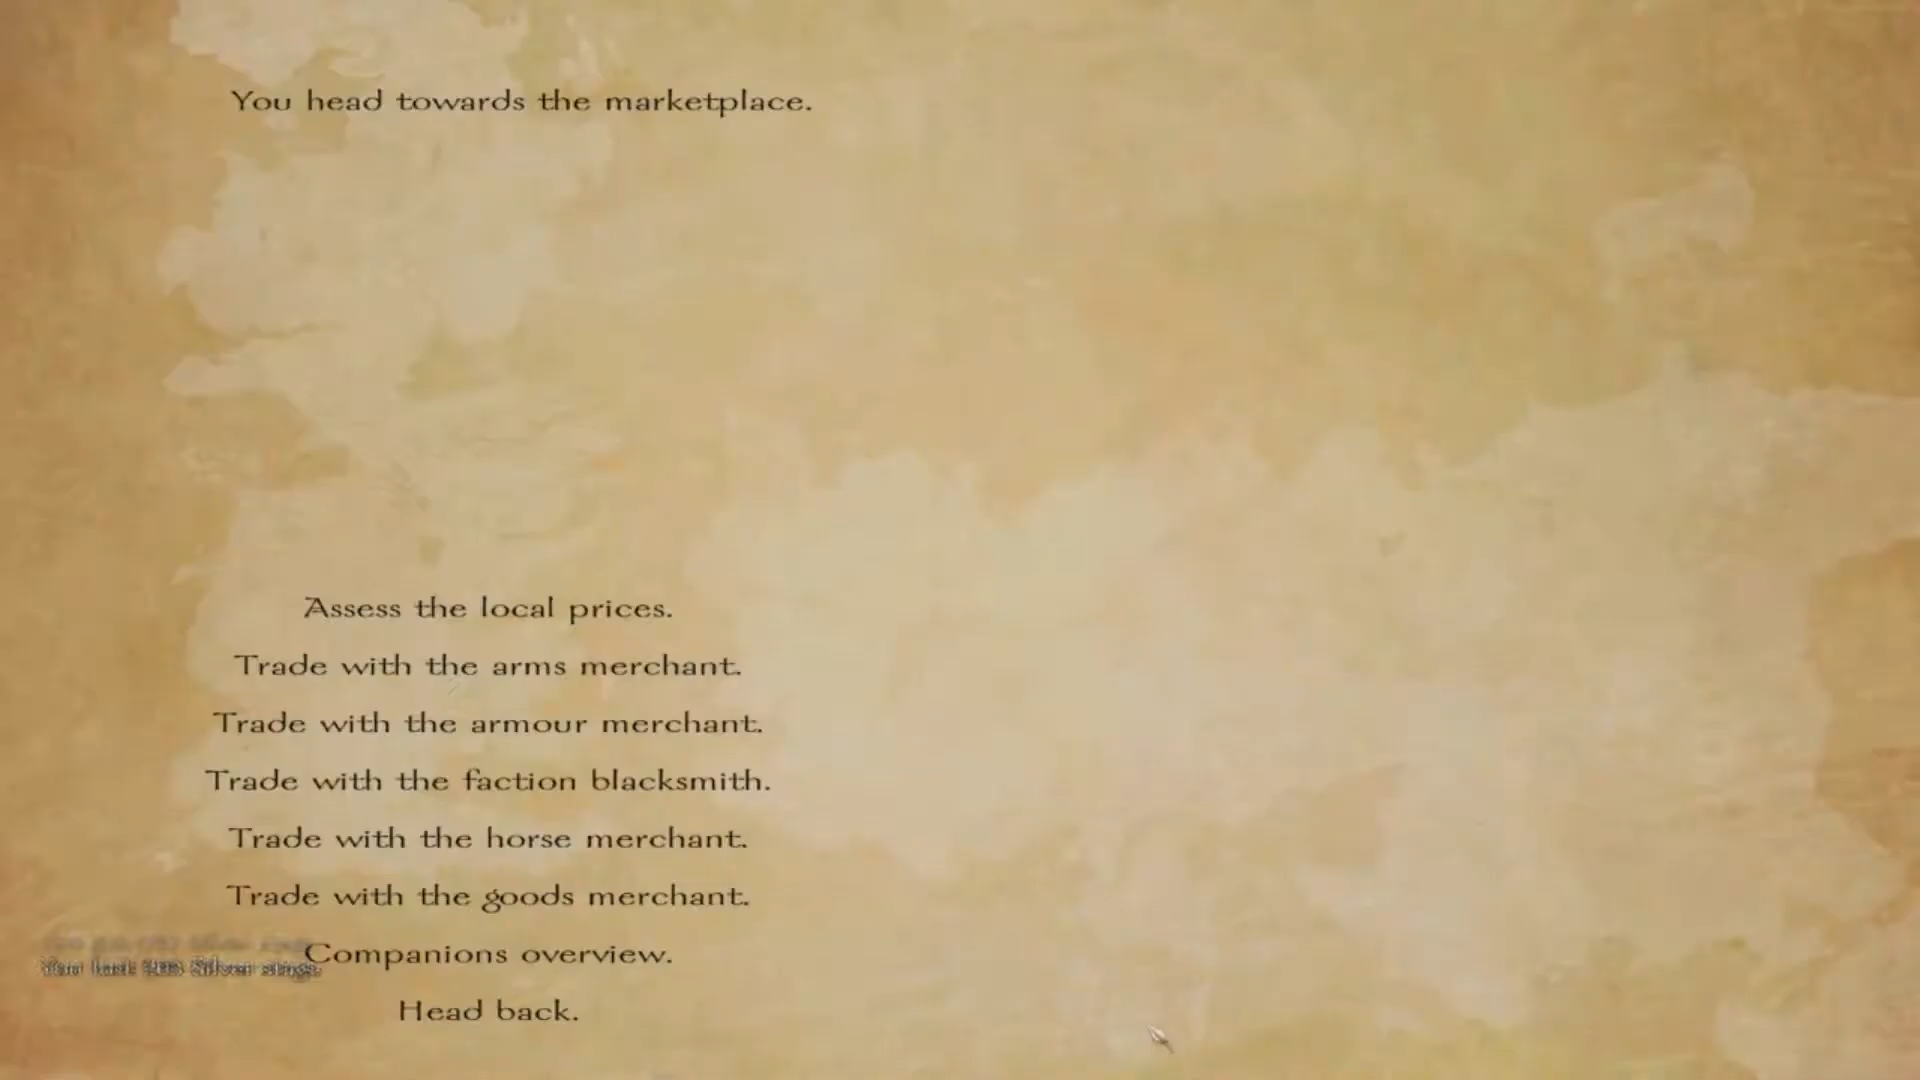 You head towards the marketplace.
Assess the local prices.
Trade with the arms merchant.
Trade with the armour merchant.
Trade with the faction blacksmith.
Trade with the horse merchant.
Trade with the goods merchant.
Companions overview.
You Silver
Head back.